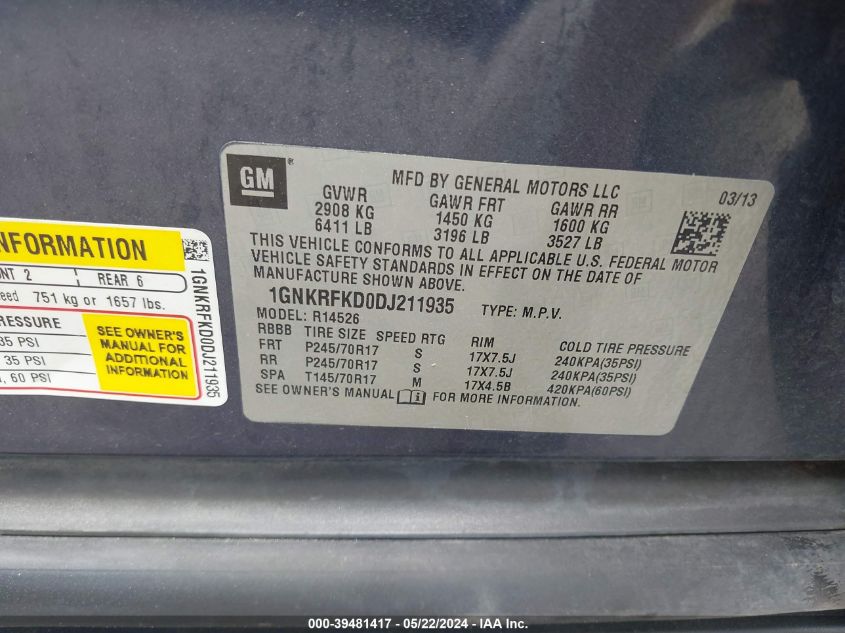 GM ®
MFD BY GENERAL MOTORS LLC
03/13
GVWR GAWR FRT GAWR RR
2908 KG 1450 KG 1600 KG
6411 LB 3196 LB 3527 LB
THIS VEHICLE CONFORMS TO ALL APPLICABLE U.S. FEDERAL MOTOR
VEHICLE SAFETY STANDARDS IN EFFECT ON THE DATE OF
MANUFACTURE SHOWN ABOVE.
1GNKRFKD0DJ211935 TYPE: M.P.V.
MODEL: R14526
RBBB TIRE SIZE SPEED RTG RIM COLD TIRE PRESSURE
FRT P245/70R17 S 17X7.5J 240KPA(35PSI)
RR P245/70R17 S 17X7.5J 240KPA(35PSI)
SPA T145/70R17 M 17X4.5B 420KPA(60PSI)
SEE OWNER'S MANUAL FOR MORE INFORMATION.
INFORMATION
2 REAR 6
751 kg or 1657 lbs.
PRESSURE
35 PSI
35 PSI
60 PSI
SEE OWNER'S
MANUAL FOR
ADDITIONAL
INFORMATION
1GNKRFKD0DJ211935
000-39481417 - 05/22/2024 - WWW.IAAI.COM.